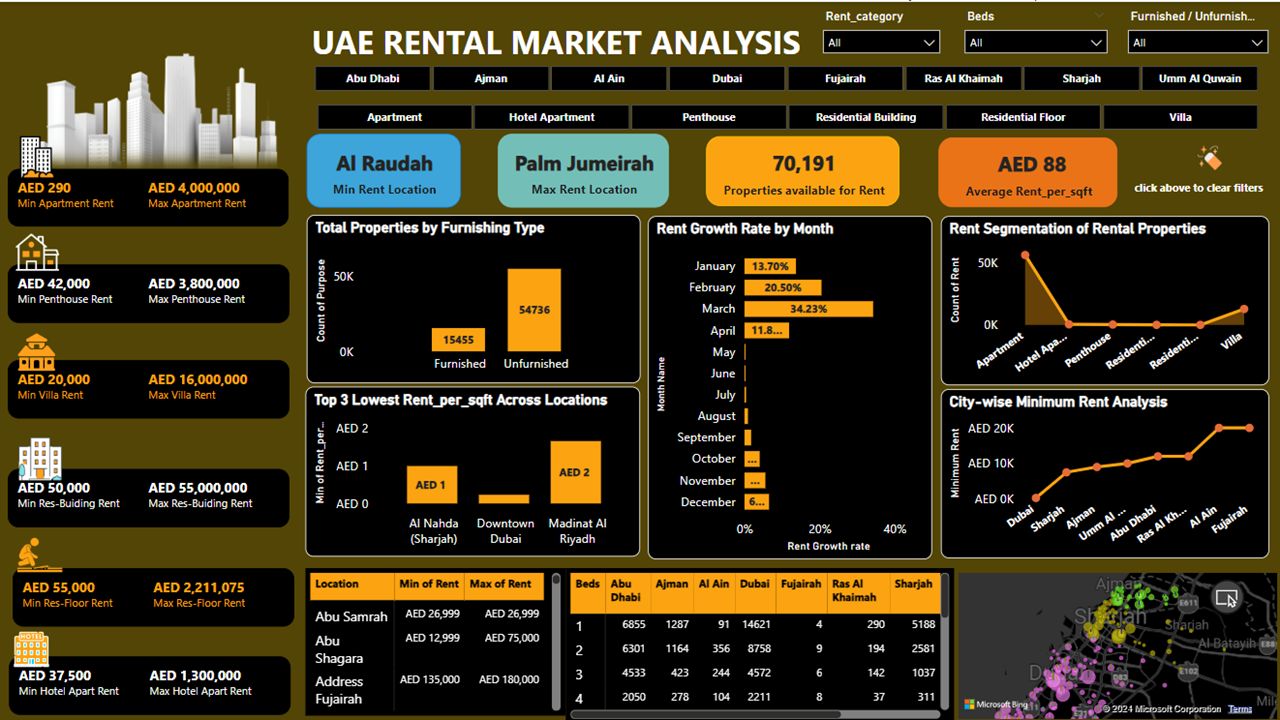 UAE RENTAL MARKET ANALYSIS
Rent_category
All
Beds
All
Furnished / Unfurnish...
All
Abu Dhabi
Ajman
Al Ain
Dubai
Fujairah
Ras Al Khaimah
Sharjah
Umm Al Quwain
Apartment
Hotel Apartment
Penthouse
Residential Building
Residential Floor
Villa
Al Raudah
Min Rent Location
Palm Jumeirah
Max Rent Location
70,191
Properties available for Rent
AED 88
Average Rent_per_sqft
click above to clear filters
AED 290
Min Apartment Rent
AED 4,000,000
Max Apartment Rent
AED 42,000
Min Penthouse Rent
AED 3,800,000
Max Penthouse Rent
AED 20,000
Min Villa Rent
AED 16,000,000
Max Villa Rent
AED 50,000
Min Res-Buiding Rent
AED 55,000,000
Max Res-Buiding Rent
AED 55,000
Min Res-Floor Rent
AED 2,211,075
Max Res-Floor Rent
HOTEL
AED 37,500
Min Hotel Apart Rent
AED 1,300,000
Max Hotel Apart Rent
Total Properties by Furnishing Type
Count of Purpose
50K
0K
15455
54736
Furnished
Unfurnished
Top 3 Lowest Rent_per_sqft Across Locations
Min of Rent_per_...
AED 2
AED 1
AED 0
AED 1
AED 2
Al Nahda
(Sharjah)
Downtown
Dubai
Madinat Al
Riyadh
Rent Growth Rate by Month
Month Name
January
13.70%
February
20.50%
March
34.23%
April
11.8...
May
June
July
August
September
October
...
November
...
December
6...
0%
20%
40%
Rent Growth rate
Rent Segmentation of Rental Properties
Count of Rent
50K
0K
Apartment
Hotel Apa...
Penthouse
Residenti...
Residenti...
Villa
City-wise Minimum Rent Analysis
Minimum Rent
AED 20K
AED 10K
AED 0K
Dubai
Sharjah
Ajman
Umm Al ...
Abu Dhabi
Ras Al Kh...
Al Ain
Fujairah
Location Min of Rent Max of Rent
Abu Samrah AED 26,999 AED 26,999
Abu Shagara AED 12,999 AED 75,000
Address Fujairah AED 135,000 AED 180,000
Beds Abu Dhabi Ajman Al Ain Dubai Fujairah Ras Al Khaimah Sharjah
1 6855 1287 91 14621 4 290 5188
2 6301 1164 356 8758 9 194 2581
3 4533 423 244 4572 6 142 1037
4 2050 278 104 2211 8 37 311
Ajman
E611
Sharjah
Sharjah
Al Batayih
E88
E102
Microsoft Bing
© 2024 Microsoft Corporation
Terms